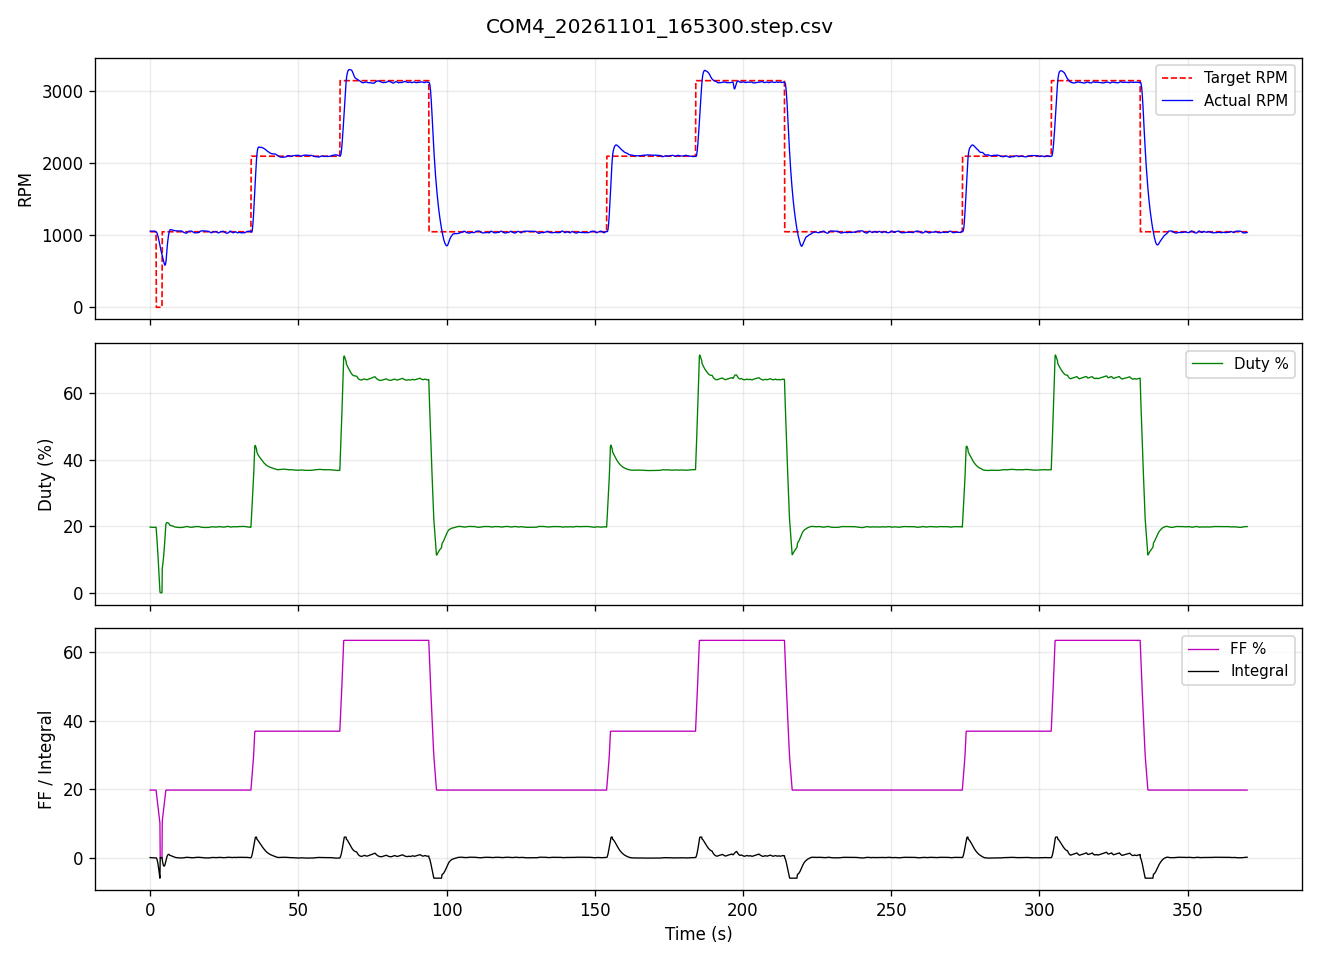 COM4_20261101_165300.step.csv
RPM
3000
2000
1000
0
Target RPM
Actual RPM
Duty (%)
60
40
20
0
Duty %
FF / Integral
60
40
20
0
FF %
Integral
0 50 100 150 200 250 300 350
Time (s)